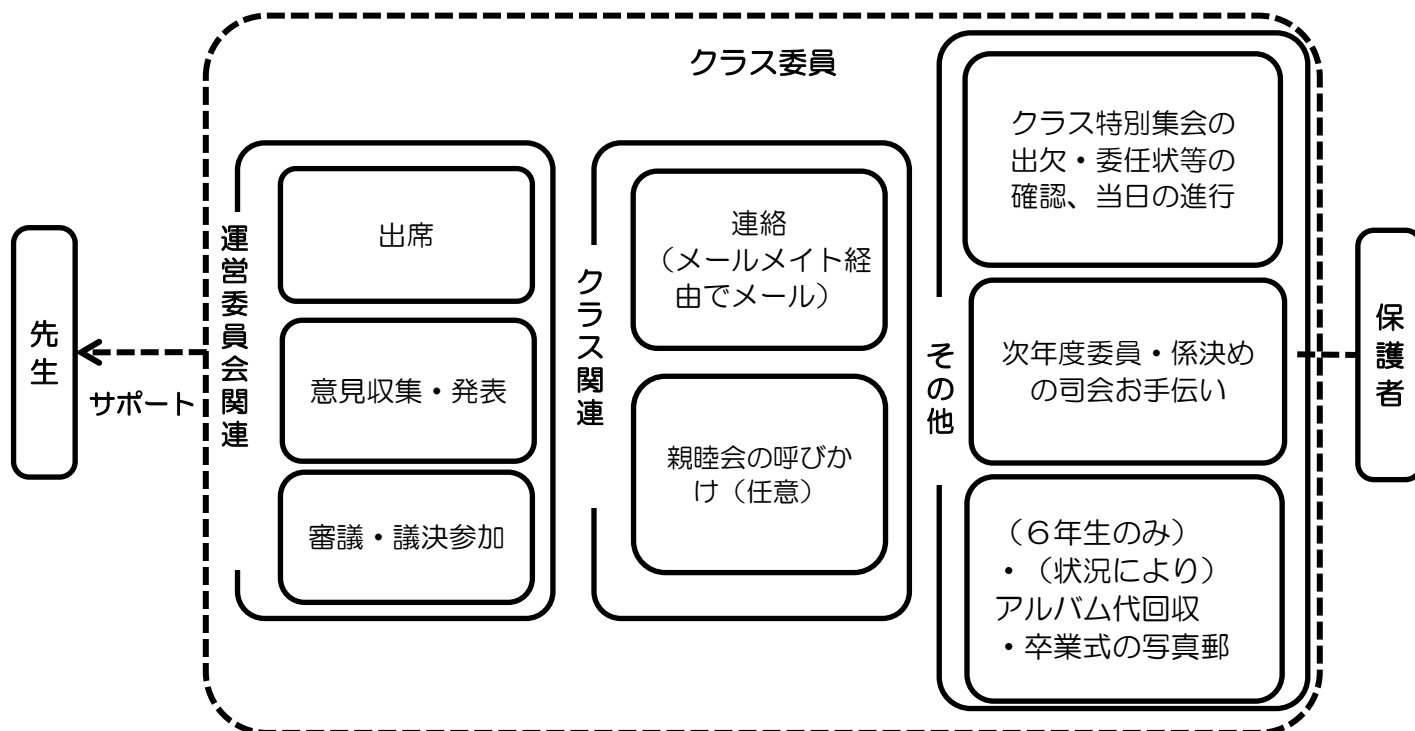 クラス委員
先生
サポート
運営委員会関連
出席
意見収集・発表
審議・議決参加
クラス関連
連絡
（メールメイト経
由でメール）
親睦会の呼びか
け（任意）
その他
クラス特別集会の
出欠・委任状等の
確認、当日の進行
次年度委員・係決め
の司会お手伝い
（６年生のみ）
・（状況により）
アルバム代回収
・卒業式の写真郵
保護者